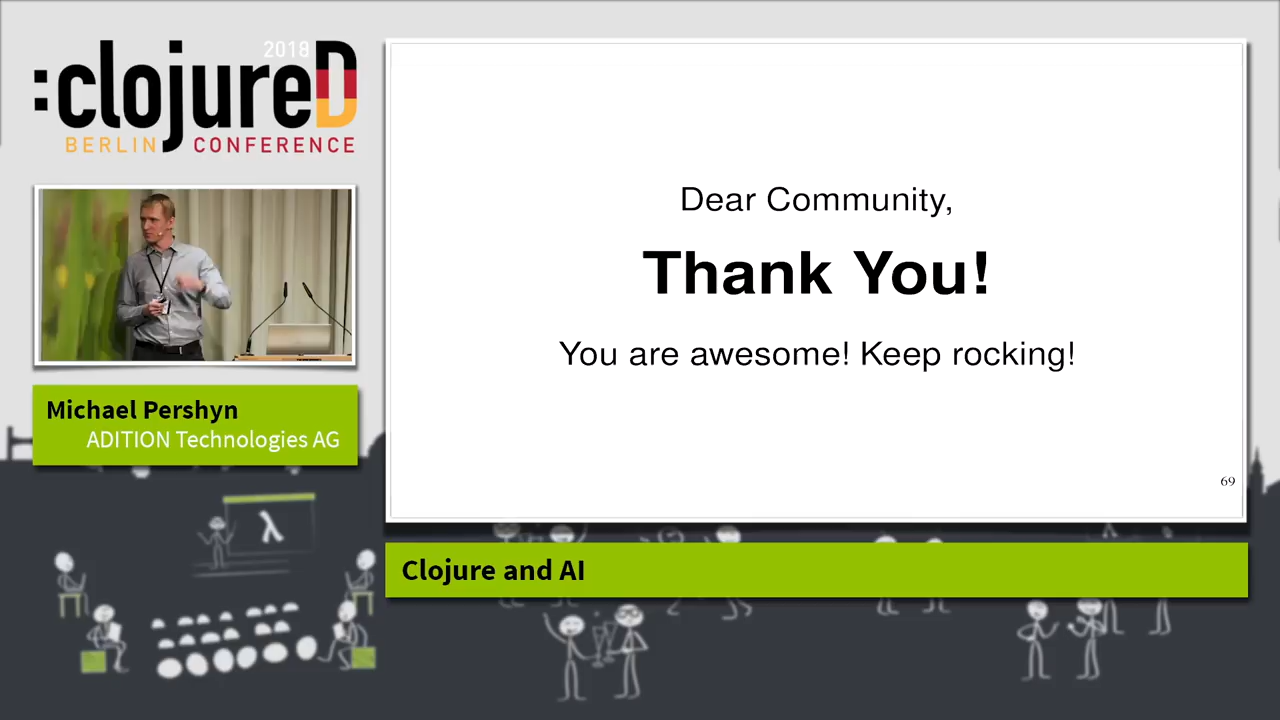 2018
:clojureD
BERLIN CONFERENCE
Michael Pershyn
ADITION Technologies AG
λ
Dear Community,
Thank You!
You are awesome! Keep rocking!
69
Clojure and AI